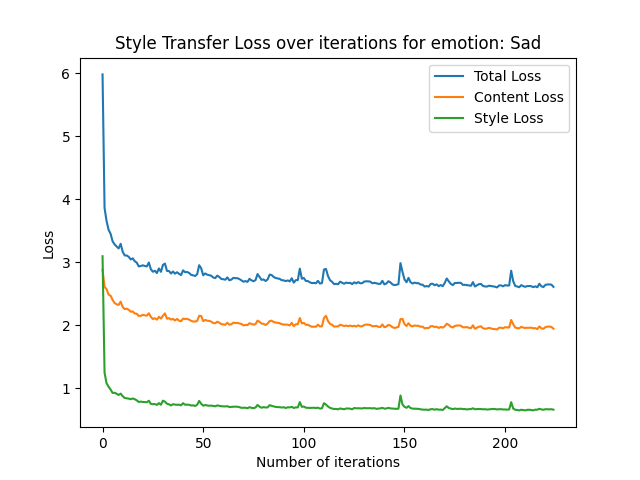 Style Transfer Loss over iterations for emotion: Sad
Total Loss
Content Loss
Style Loss
6
5
4
3
2
1
Loss
0 50 100 150 200
Number of iterations